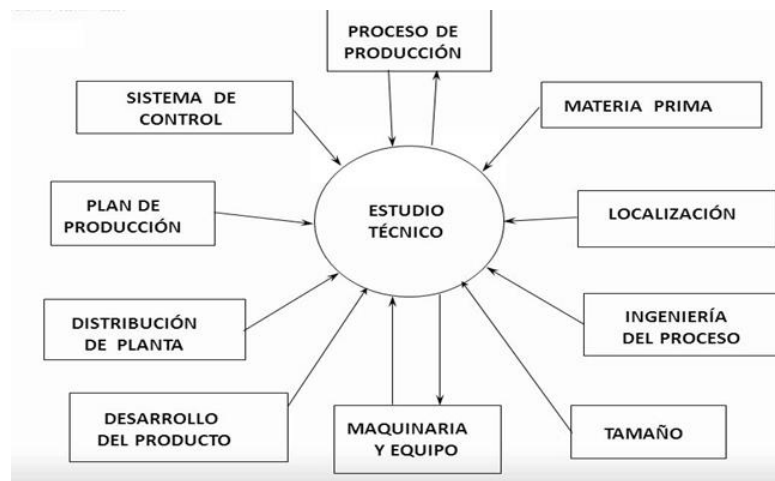 PROCESO DE
PRODUCCIÓN
SISTEMA DE
CONTROL
MATERIA PRIMA
PLAN DE
PRODUCCIÓN
ESTUDIO
TÉCNICO
LOCALIZACIÓN
DISTRIBUCIÓN
DE PLANTA
INGENIERÍA
DEL PROCESO
DESARROLLO
DEL PRODUCTO
MAQUINARIA
Y EQUIPO
TAMAÑO